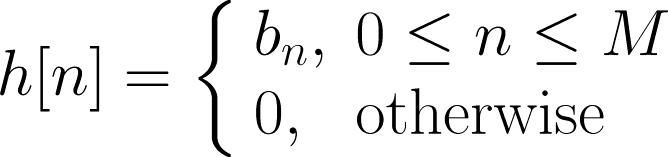 h[n] = { b_n, 0 ≤ n ≤ M
0, otherwise